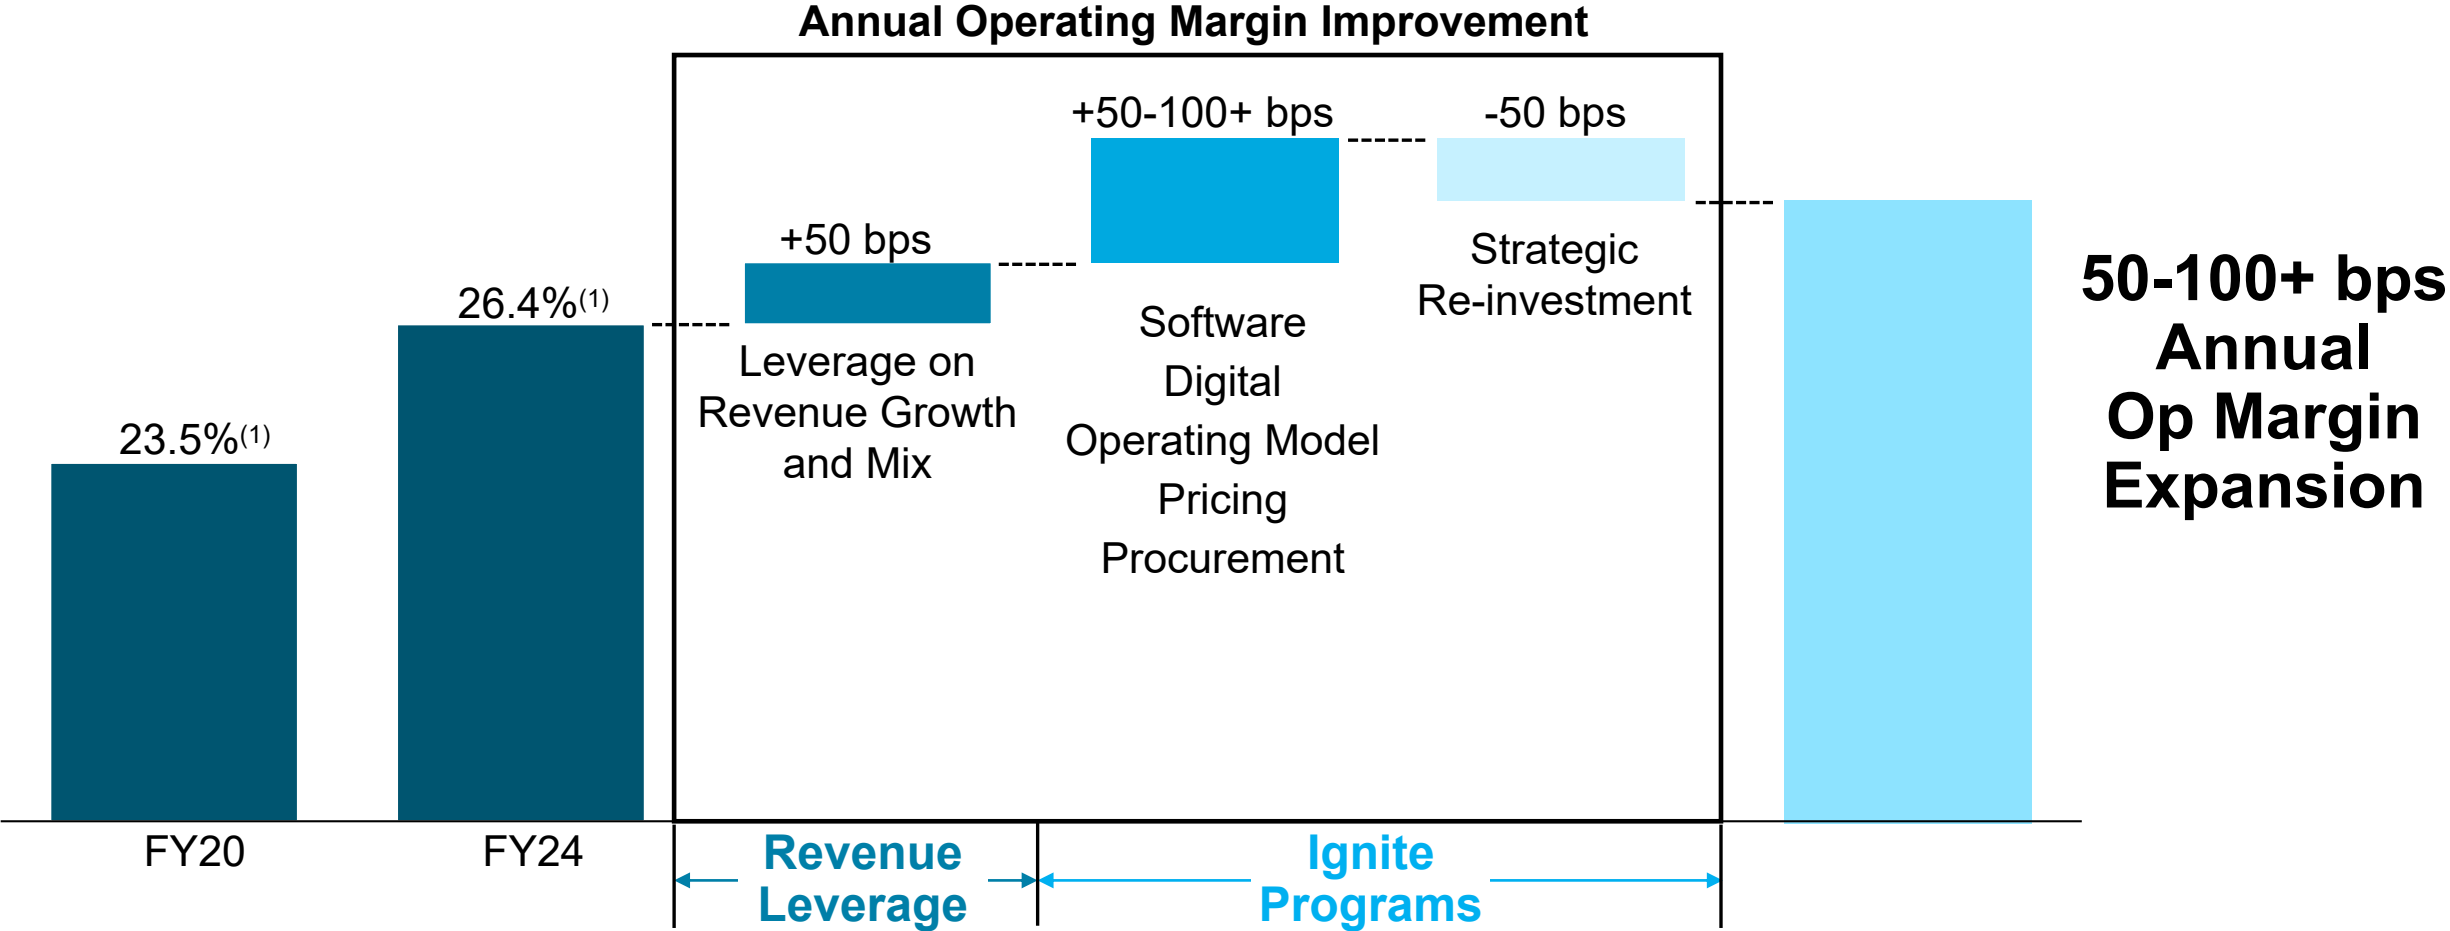 Annual Operating Margin Improvement
23.5%(1)
FY20
26.4%(1)
FY24
+50 bps
Leverage on
Revenue Growth
and Mix
+50-100+ bps
Software
Digital
Operating Model
Pricing
Procurement
-50 bps
Strategic
Re-investment
50-100+ bps
Annual
Op Margin
Expansion
Revenue
Leverage
Ignite
Programs